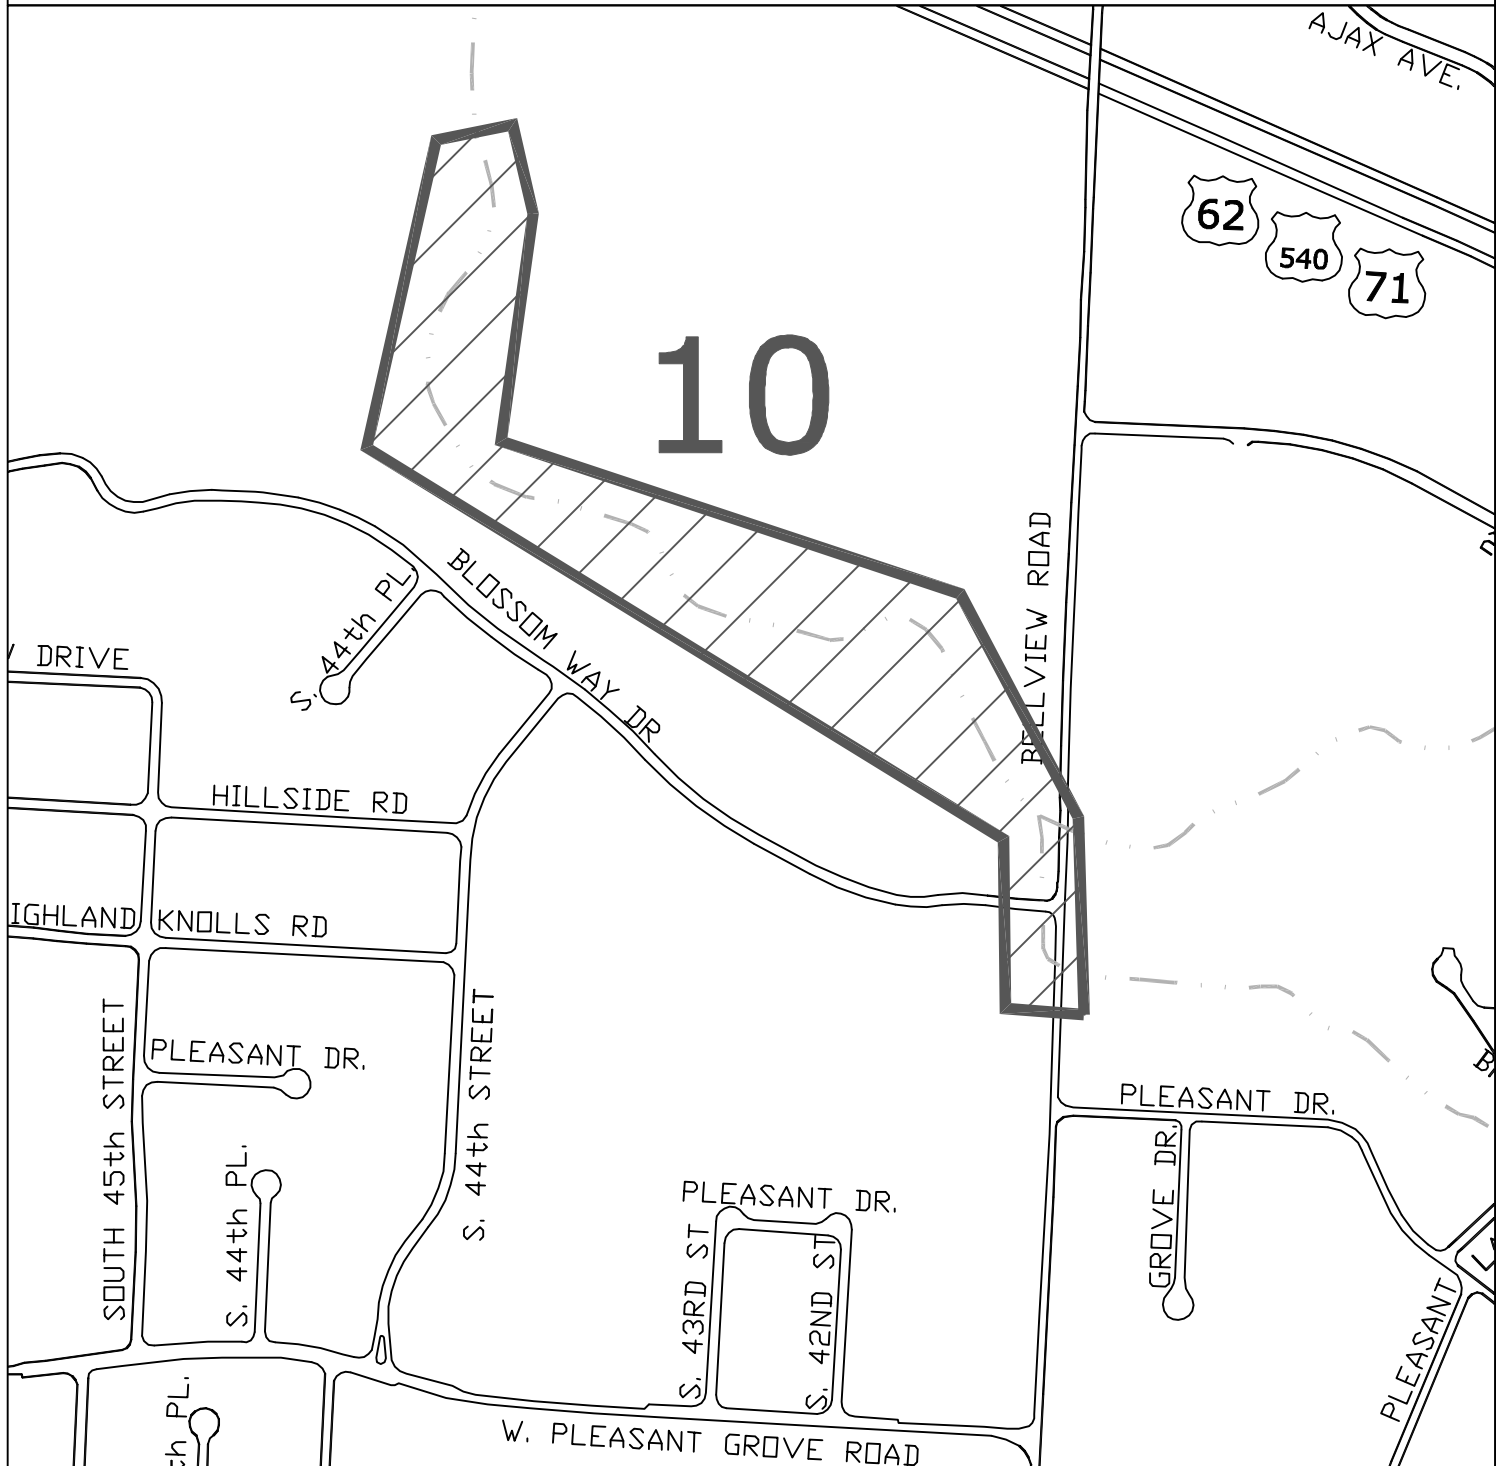 AJAX AVE.
62
540
71
10
BELLVIEW ROAD
BLOSSOM WAY DR
S. 44th PL.
DRIVE
HILLSIDE RD
IGHLAND KNOLLS RD
PLEASANT DR.
SOUTH 45th STREET
S. 44th STREET
S. 44th PL.
PLEASANT DR.
GROVE DR.
PLEASANT DR.
S. 43RD ST
S. 42ND ST
PLEASANT
PL.
W. PLEASANT GROVE ROAD